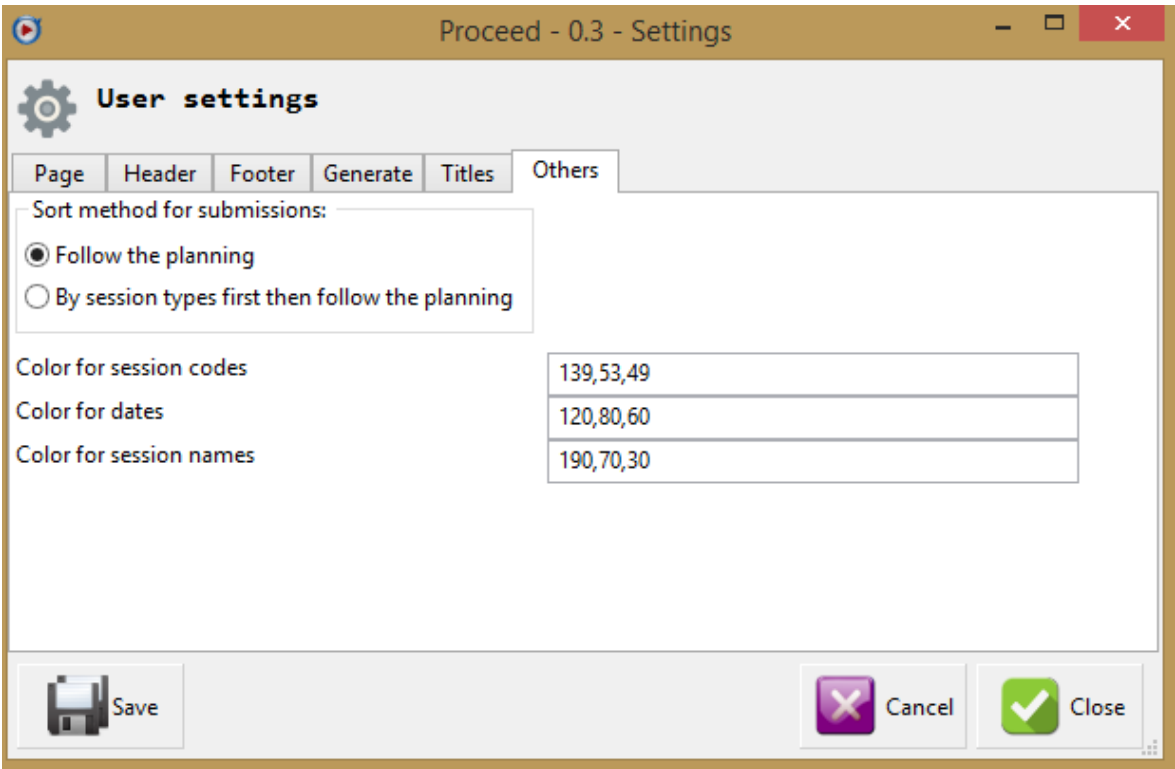 Proceed - 0.3 - Settings
User settings
Page Header Footer Generate Titles Others
Sort method for submissions:
Follow the planning
By session types first then follow the planning
Color for session codes 139,53,49
Color for dates 120,80,60
Color for session names 190,70,30
Save Cancel Close